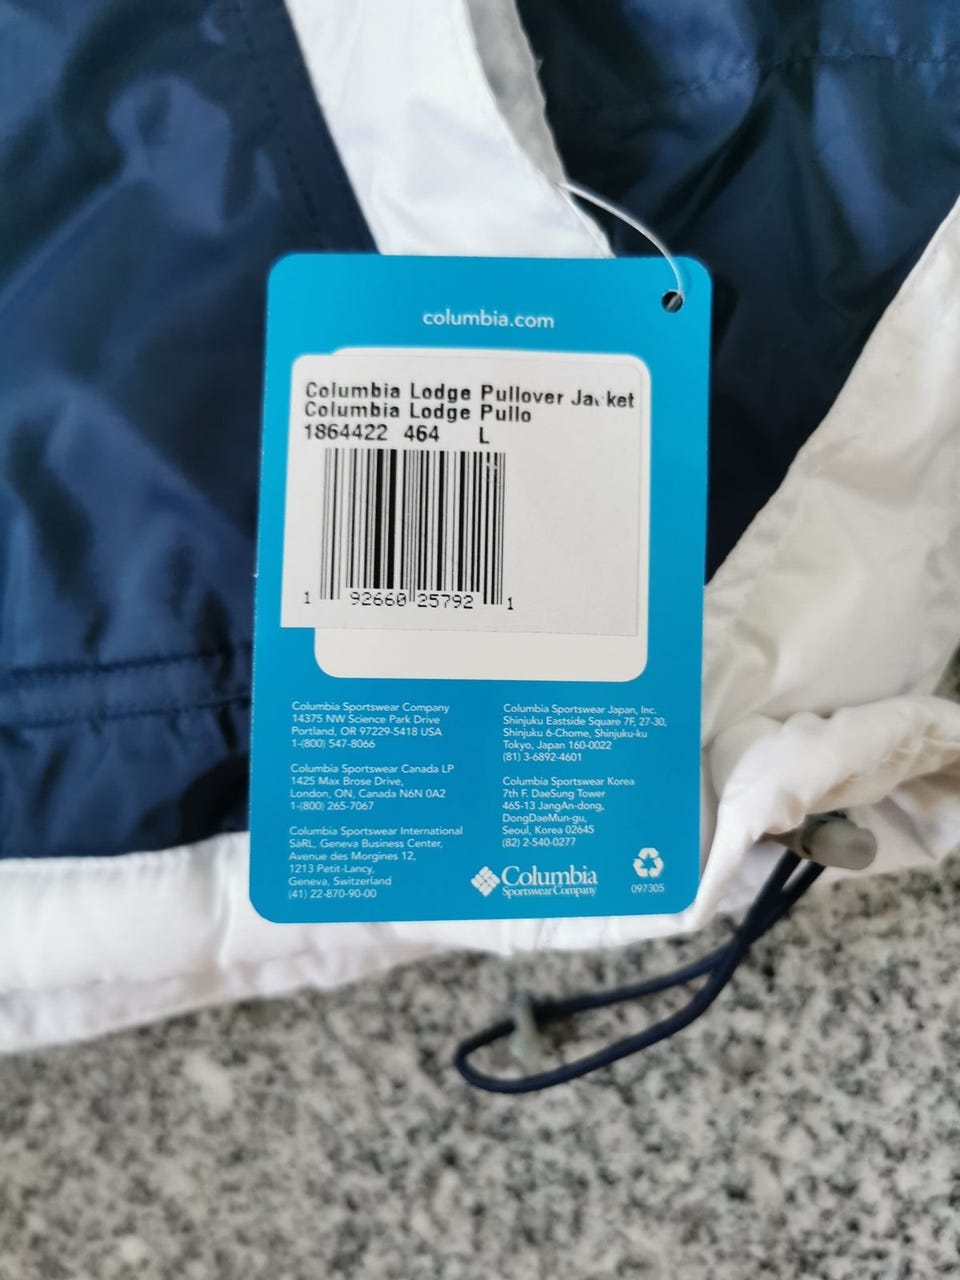 columbia.com
Columbia Lodge Pullover Jacket
Columbia Lodge Pullo
1864422 464 L
1 92660 25792 1
Columbia Sportswear Company
14375 NW Science Park Drive
Portland, OR 97229-5418 USA
1-(800) 547-8066
Columbia Sportswear Canada LP
1425 Max Brose Drive,
London, ON, Canada N6N 0A2
1-(800) 265-7067
Columbia Sportswear International
SàRL, Geneva Business Center,
Avenue des Morgines 12,
1213 Petit-Lancy,
Geneva, Switzerland
(41) 22-870-90-00
Columbia Sportswear Japan, Inc.
Shinjuku Eastside Square 7F, 27-30,
Shinjuku 6-Chome, Shinjuku-ku
Tokyo, Japan 160-0022
(81) 3-6892-4601
Columbia Sportswear Korea
7th F. DaeSung Tower
465-13 JangAn-dong,
DongDaeMun-gu,
Seoul, Korea 02645
(82) 2-540-0277
Columbia
Sportswear Company
097305